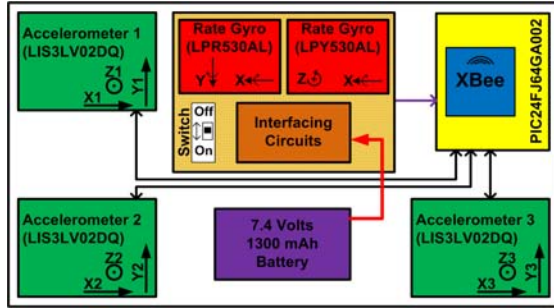 Accelerometer 1
(LIS3LV02DQ)
Z1
X1
Y1
Rate Gyro
(LPR530AL)
Y
X
Rate Gyro
(LPY530AL)
Z
X
Switch
Off
On
Interfacing
Circuits
XBee
PIC24FJ64GA002
Accelerometer 2
(LIS3LV02DQ)
Z2
X2
Y2
7.4 Volts
1300 mAh
Battery
Accelerometer 3
(LIS3LV02DQ)
Z3
X3
Y3